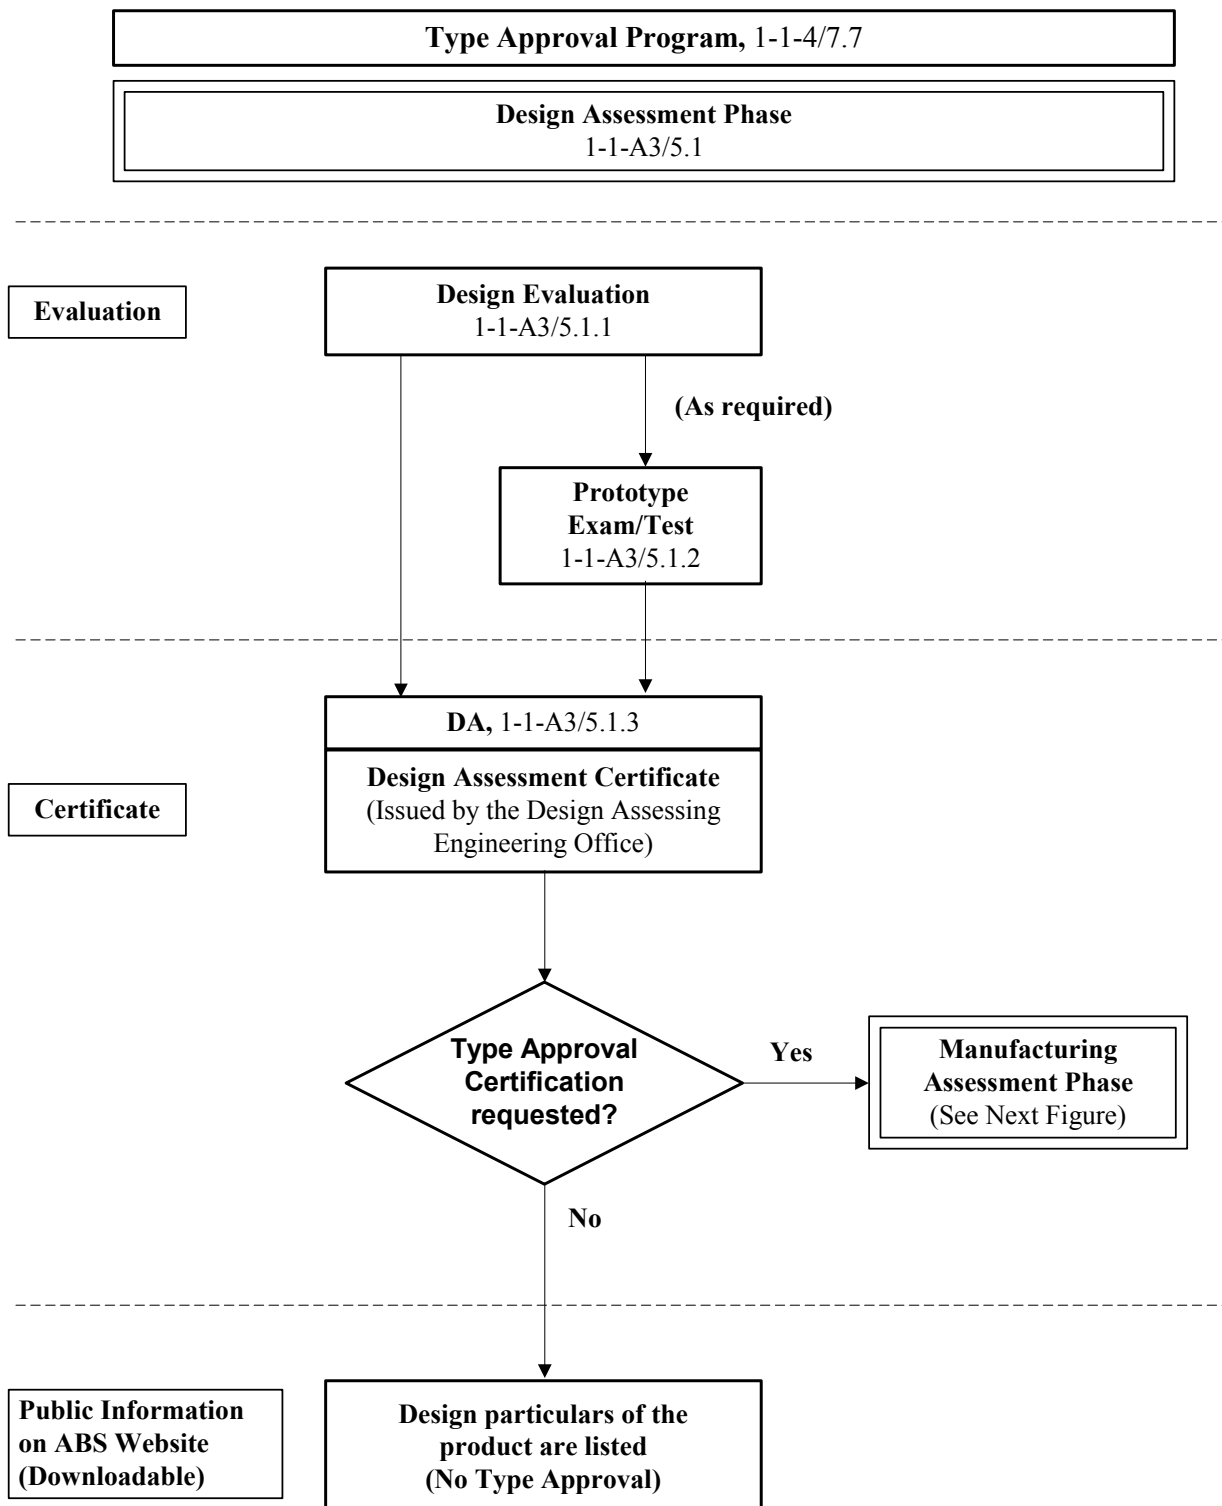 Type Approval Program, 1-1-4/7.7
Design Assessment Phase
1-1-A3/5.1
Evaluation
Design Evaluation
1-1-A3/5.1.1
(As required)
Prototype
Exam/Test
1-1-A3/5.1.2
DA, 1-1-A3/5.1.3
Certificate
Design Assessment Certificate
(Issued by the Design Assessing
Engineering Office)
Type Approval
Certification
requested?
Yes
Manufacturing
Assessment Phase
(See Next Figure)
No
Public Information
on ABS Website
(Downloadable)
Design particulars of the
product are listed
(No Type Approval)